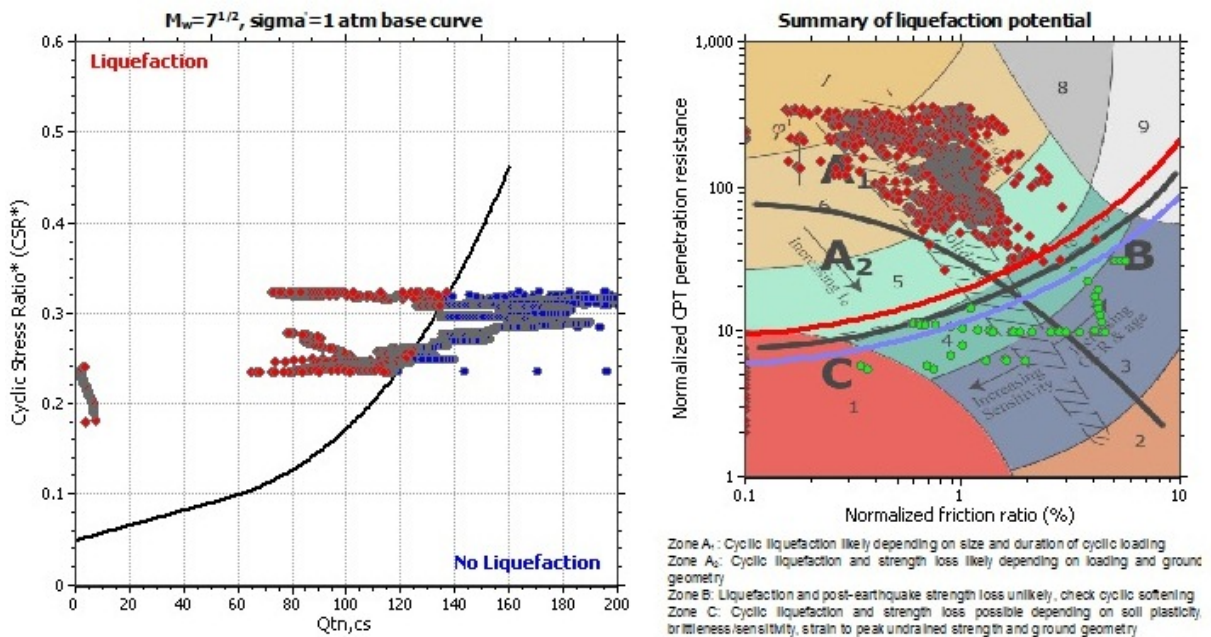 M_w=7^1/2, sigma'=1 atm base curve
Liquefaction
No Liquefaction
Cyclic Stress Ratio* (CSR*)
0.6
0.5
0.4
0.3
0.2
0.1
0
0 20 40 60 80 100 120 140 160 180 200
Qtn,cs
Summary of liquefaction potential
Normalized CPT penetration resistance
1,000
100
10
1
0.1 1 10
Normalized friction ratio (%)
7
8
9
A1
6
A2
5
B
4
C
3
1
2
Increasing
Increasing
Sensitivity
Zone A₁: Cyclic liquefaction likely depending on size and duration of cyclic loading
Zone A₂: Cyclic liquefaction and strength loss likely depending on loading and ground
geometry
Zone B: Liquefaction and post-earthquake strength loss unlikely, check cyclic softening
Zone C: Cyclic liquefaction and strength loss possible depending on soil plasticity,
brittleness/sensitivity, strain to peak undrained strength and ground geometry